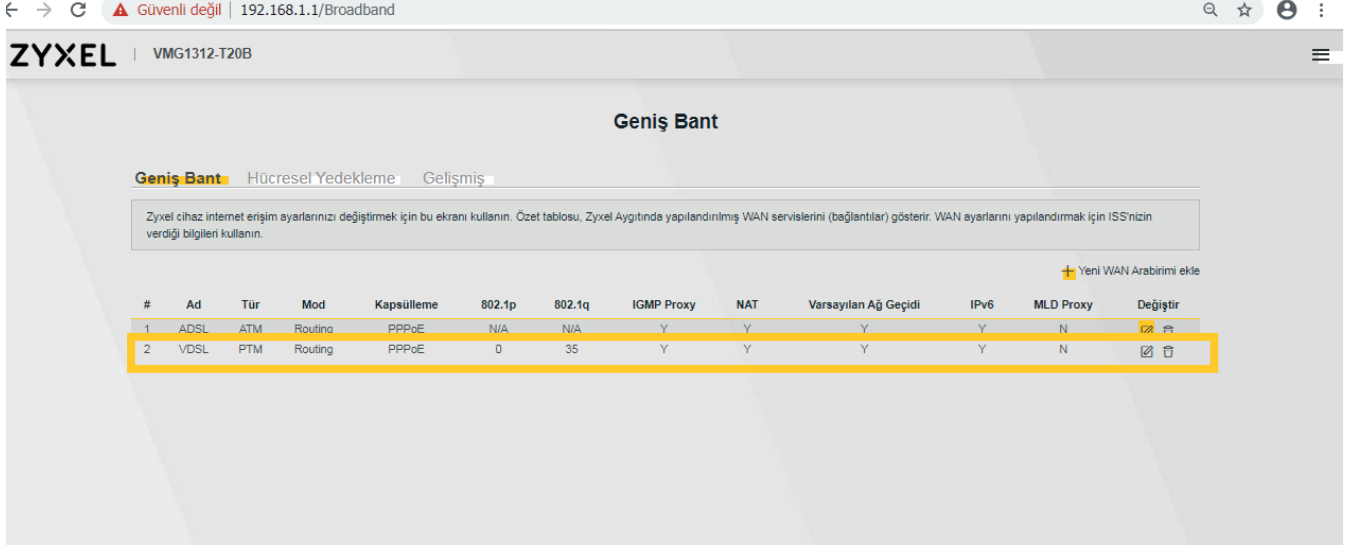 Güvenli değil | 192.168.1.1/Broadband
ZYXEL | VMG1312-T20B
Geniş Bant
Geniş Bant Hücresel Yedekleme Gelişmiş
Zyxel cihaz internet erişim ayarlarınızı değiştirmek için bu ekranı kullanın. Özet tablosu, Zyxel Aygıtında yapılandırılmış WAN servislerini (bağlantılar) gösterir. WAN ayarlarını yapılandırmak için ISS'nizin
verdiği bilgileri kullanın.
Yeni WAN Arabirimi ekle
# Ad Tür Mod Kapsülleme 802.1p 802.1q IGMP Proxy NAT Varsayılan Ağ Geçidi IPv6 MLD Proxy Değiştir
1 ADSL ATM Routing PPPoE N/A N/A Y Y Y Y N
2 VDSL PTM Routing PPPoE 0 35 Y Y Y Y N